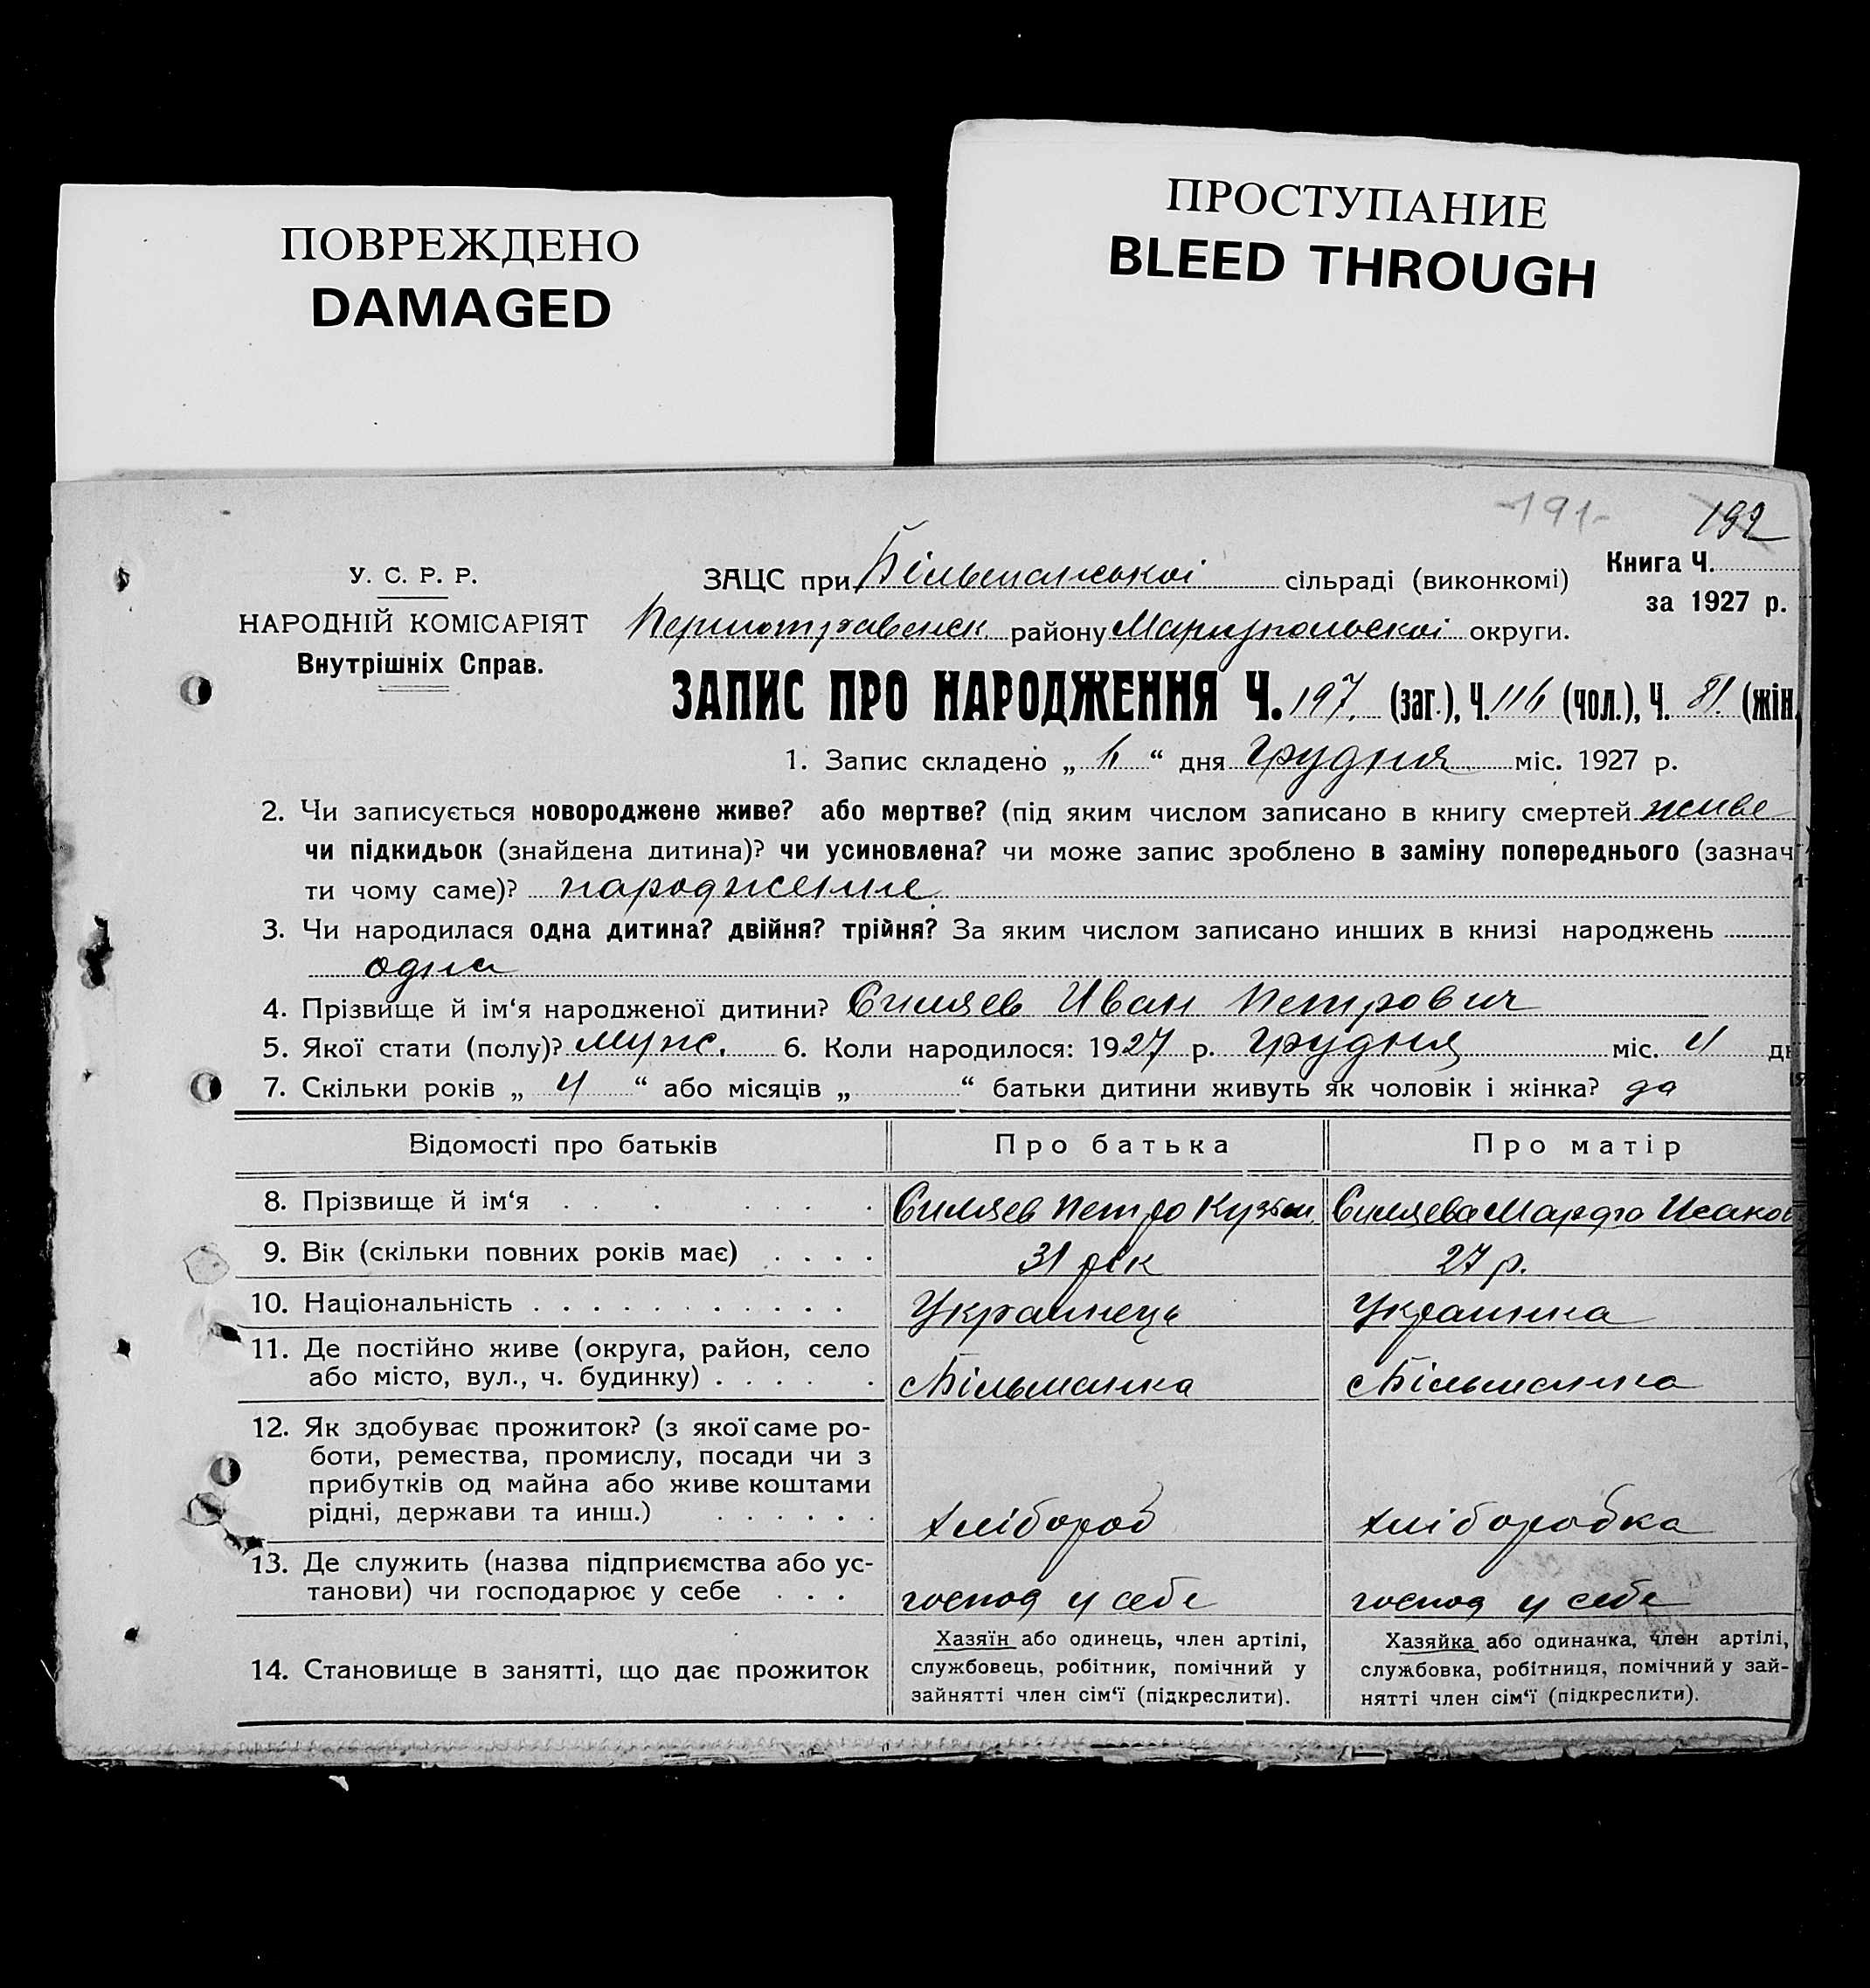 ПОВРЕЖДЕНО
DAMAGED
ПРОСТУПАНИЕ
BLEED THROUGH
-191-
192
У. С. Р. Р.
НАРОДНІЙ КОМІСАРІЯТ
Внутрішніх Справ.
ЗАЦС при Більманської сільраді (виконкомі)
Книга Ч.
за 1927 р.
Першотравенск району Маріупольської округи.
ЗАПИС ПРО НАРОДЖЕННЯ Ч. 197. (заг.), Ч. 116 (чол.), Ч. 81. (жін.
1. Запис складено „ “ дня грудня міс. 1927 р.
2. Чи записується новороджене живе? або мертве? (під яким числом записано в книгу смертей живе
чи підкидьок (знайдена дитина)? чи усиновлена? чи може запис зроблено в заміну попереднього (зазнач
ти чому саме)? народження.
3. Чи народилася одна дитина? двійня? трійня? За яким числом записано инших в книзі народжень
одна
4. Прізвище й ім‘я народженої дитини? Иван Петрович
5. Якої стати (полу)? муж. 6. Коли народилося: 1927 р. грудня міс. 4 дн
7. Скільки років „ 4 “ або місяців „ “ батьки дитини живуть як чоловік і жінка? да
Відомості про батьків Про батька Про матір
8. Прізвище й ім‘я Петро Кузьм. Марфа Исаков
9. Вік (скільки повних років має) 31 рік 27 р.
10. Національність Украинець Украинка
11. Де постійно живе (округа, район, село
або місто, вул., ч. будинку) с Більманка с Більманка
12. Як здобуває прожиток? (з якої саме ро-
боти, ремества, промислу, посади чи з
прибутків од майна або живе коштами
рідні, держави та инш.) хлібороб хліборобка
13. Де служить (назва підприємства або ус-
танови) чи господарює у себе господ у себе господ у себе
14. Становище в занятті, що дає прожиток
Хазяїн або одинець, член артілі,
службовець, робітник, помічний у
зайнятті член сім‘ї (підкреслити).
Хазяйка або одиначка, член артілі,
службовка, робітниця, помічний у зай-
нятті член сім‘ї (підкреслити).